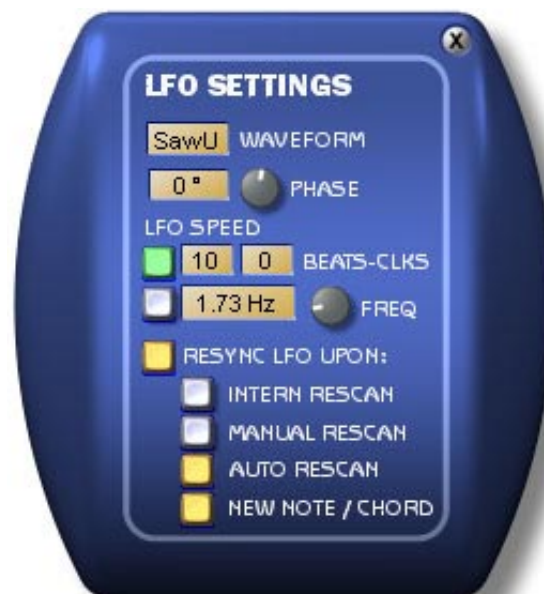 X
LFO SETTINGS
SawU WAVEFORM
0 ° PHASE
LFO SPEED
10 0 BEATS-CLKS
1.73 Hz FREQ
RESYNC LFO UPON:
INTERN RESCAN
MANUAL RESCAN
AUTO RESCAN
NEW NOTE / CHORD